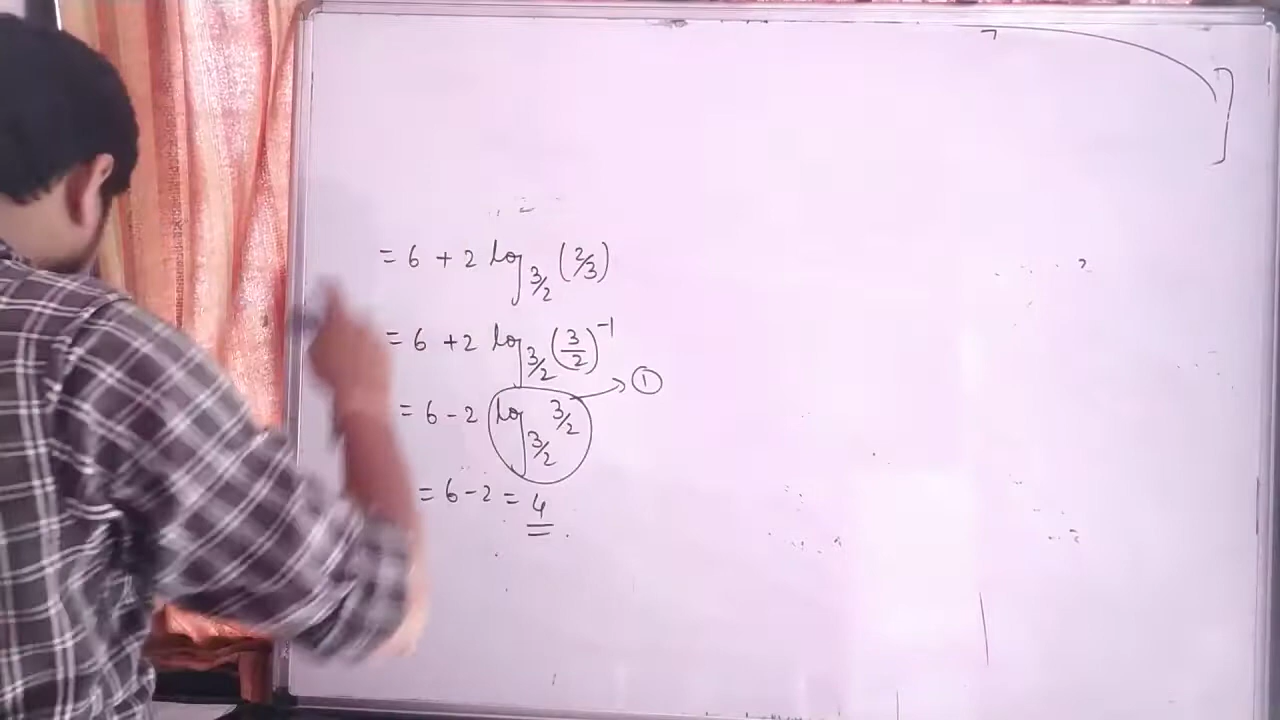 = 6 + 2 log_{3/2} (2/3)
= 6 + 2 log_{3/2} (3/2)^{-1}
= 6 - 2 log_{3/2} 3/2 → ①
= 6 - 2 = 4